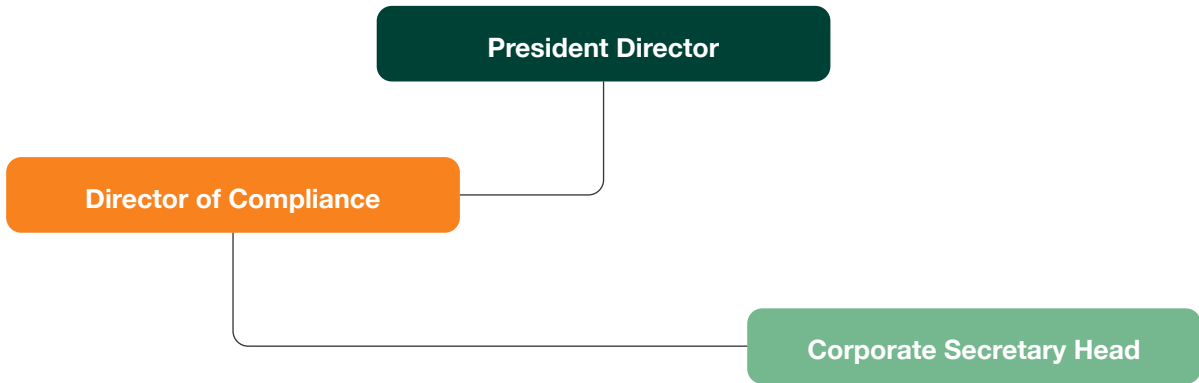 President Director
Director of Compliance
Corporate Secretary Head